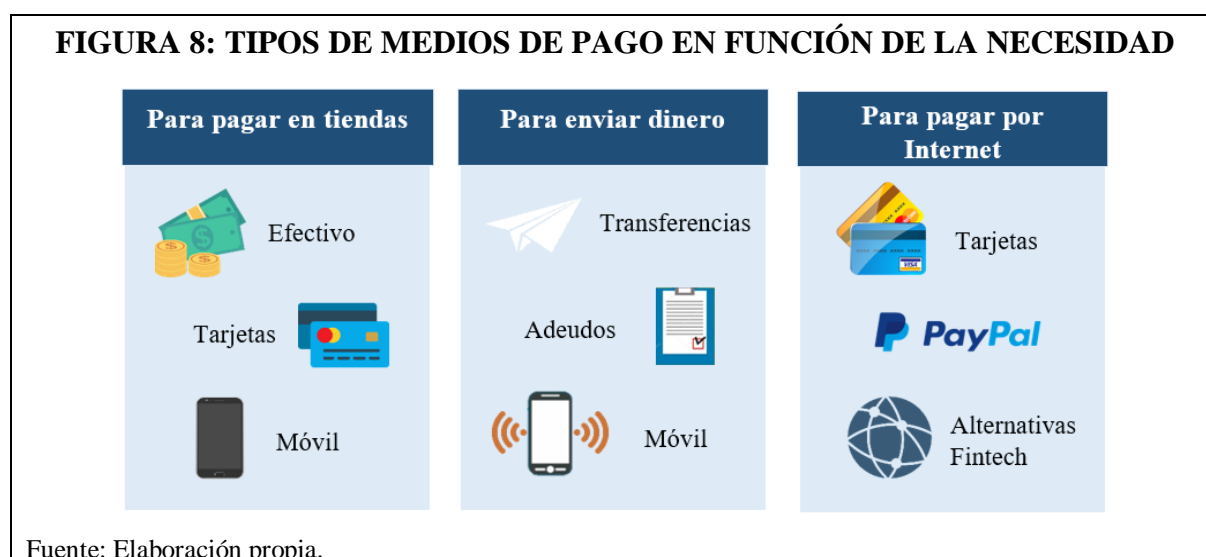 FIGURA 8: TIPOS DE MEDIOS DE PAGO EN FUNCIÓN DE LA NECESIDAD
Para pagar en tiendas
Efectivo
Tarjetas
Móvil
Para enviar dinero
Transferencias
Adeudos
Móvil
Para pagar por
Internet
VISA
Tarjetas
PayPal
Alternativas
Fintech
Fuente: Elaboración propia.